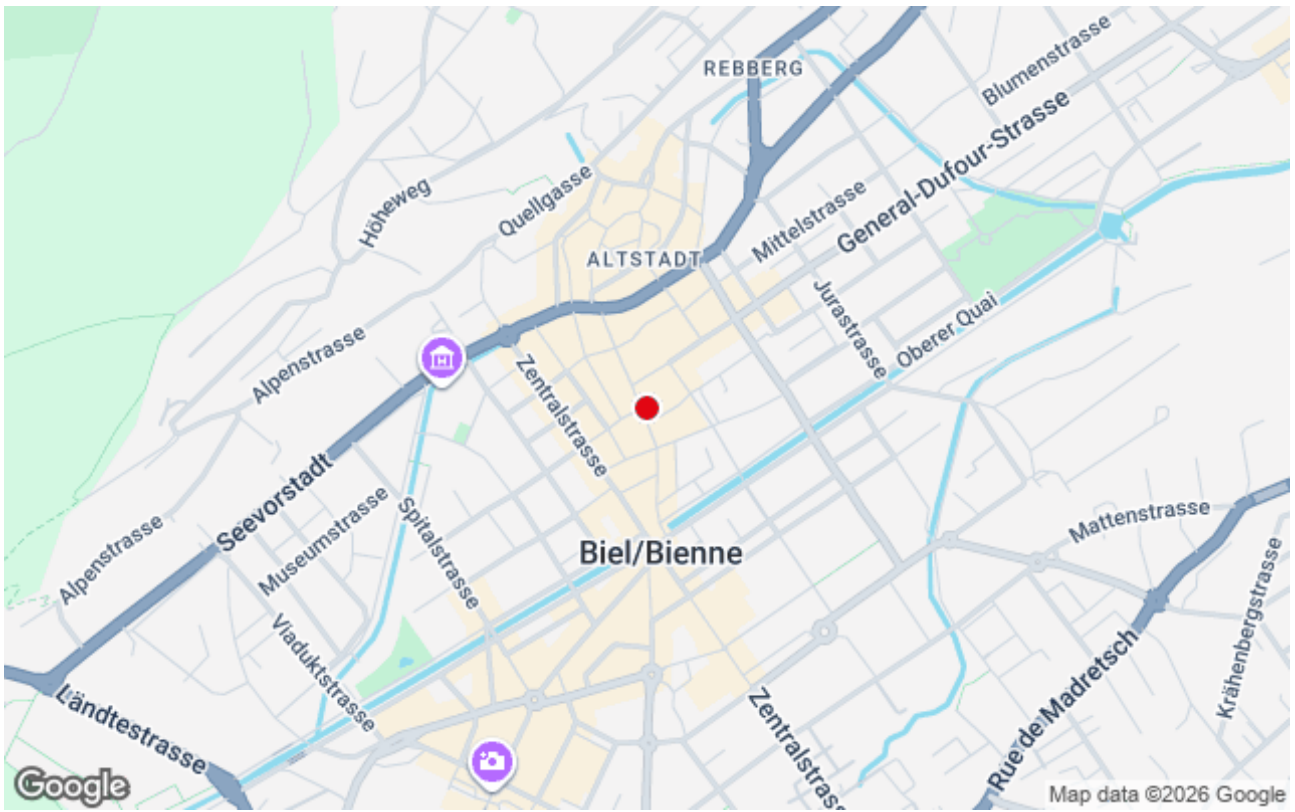 REBBERG
Blumenstrasse
General-Dufour-Strasse
Höheweg
Quellgasse
Mittelstrasse
ALTSTADT
Jurastrasse
Oberer Quai
Alpenstrasse
Zentralstrasse
Seevorstadt
Museumstrasse
Spitalstrasse
Mattenstrasse
Alpenstrasse
Biel/Bienne
Krähenbergstrasse
Viaduktstrasse
Rue de Madretsch
Ländtestrasse
Zentralstrasse
H
Google
Map data ©2026 Google